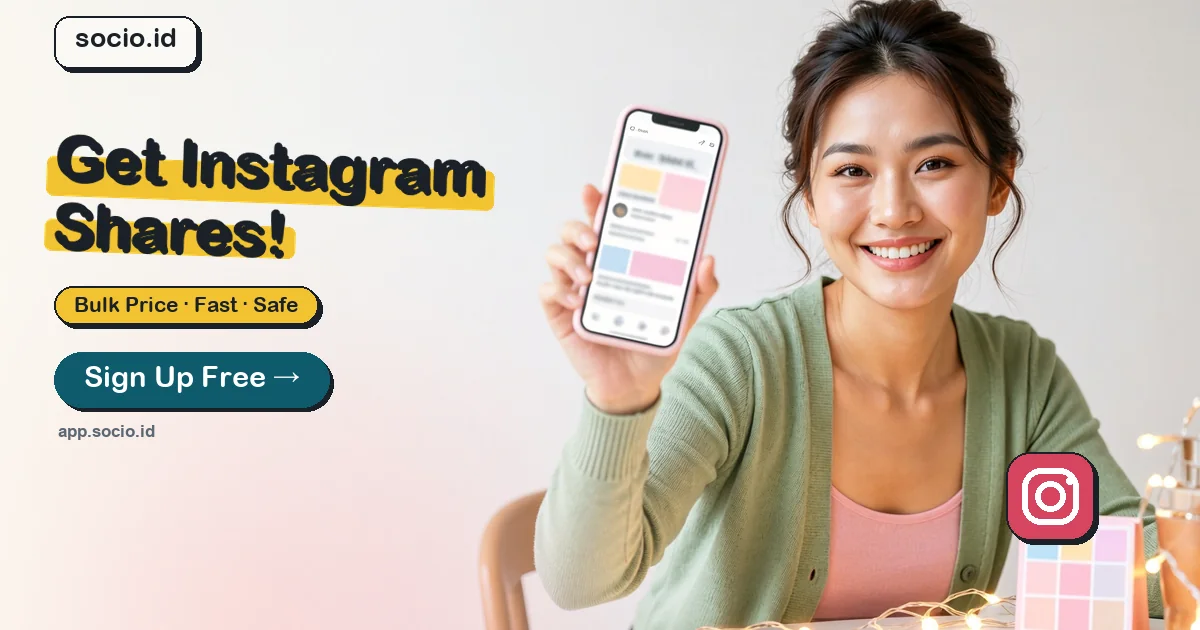 socio.id
Get Instagram
Shares!
Bulk Price · Fast · Safe
Sign Up Free →
app.socio.id